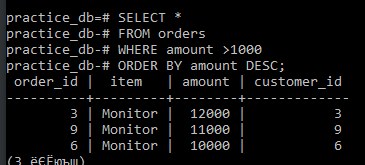 practice_db=# SELECT *
practice_db-# FROM orders
practice_db-# WHERE amount >1000
practice_db-# ORDER BY amount DESC;
order_id | item | amount | customer_id
----------+---------+--------+-------------
3 | Monitor | 12000 | 3
9 | Monitor | 11000 | 9
6 | Monitor | 10000 | 6
(3 ёЄЁюъш)